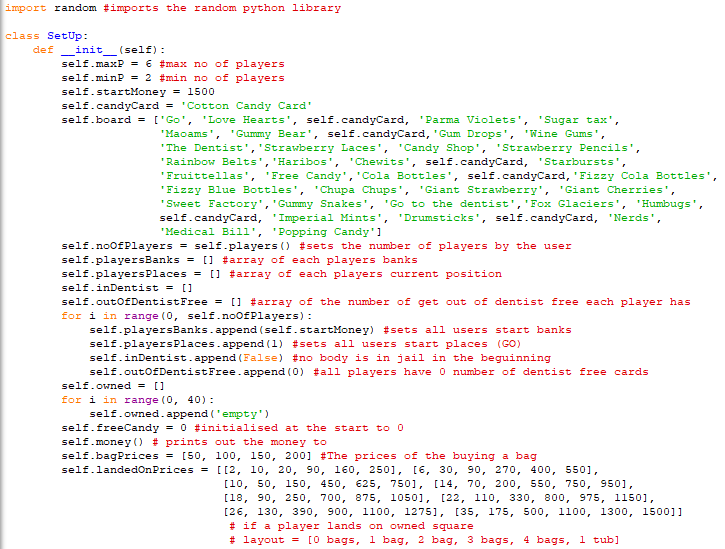 import random #imports the random python library
class SetUp:
    def __init__(self):
        self.maxP = 6 #max no of players
        self.minP = 2 #min no of players
        self.startMoney = 1500
        self.candyCard = 'Cotton Candy Card'
        self.board = ['Go', 'Love Hearts', self.candyCard, 'Parma Violets', 'Sugar tax',
                      'Maoams', 'Gummy Bear', self.candyCard,'Gum Drops', 'Wine Gums',
                      'The Dentist','Strawberry Laces', 'Candy Shop', 'Strawberry Pencils',
                      'Rainbow Belts','Haribos', 'Chewits', self.candyCard, 'Starbursts',
                      'Fruittellas', 'Free Candy','Cola Bottles', self.candyCard,'Fizzy Cola Bottles',
                      'Fizzy Blue Bottles', 'Chupa Chups', 'Giant Strawberry', 'Giant Cherries',
                      'Sweet Factory','Gummy Snakes', 'Go to the dentist','Fox Glaciers', 'Humbugs',
                      self.candyCard, 'Imperial Mints', 'Drumsticks', self.candyCard, 'Nerds',
                      'Medical Bill', 'Popping Candy']
        self.noOfPlayers = self.players() #sets the number of players by the user
        self.playersBanks = [] #array of each players banks
        self.playersPlaces = [] #array of each players current position
        self.inDentist = []
        self.outOfDentistFree = [] #array of the number of get out of dentist free each player has
        for i in range(0, self.noOfPlayers):
            self.playersBanks.append(self.startMoney) #sets all users start banks
            self.playersPlaces.append(1) #sets all users start places (GO)
            self.inDentist.append(False) #no body is in jail in the beguinning
            self.outOfDentistFree.append(0) #all players have 0 number of dentist free cards
        self.owned = []
        for i in range(0, 40):
            self.owned.append('empty')
        self.freeCandy = 0 #initialised at the start to 0
        self.money() # prints out the money to
        self.bagPrices = [50, 100, 150, 200] #The prices of the buying a bag
        self.landedOnPrices = [[2, 10, 20, 90, 160, 250], [6, 30, 90, 270, 400, 550],
                               [10, 50, 150, 450, 625, 750], [14, 70, 200, 550, 750, 950],
                               [18, 90, 250, 700, 875, 1050], [22, 110, 330, 800, 975, 1150],
                               [26, 130, 390, 900, 1100, 1275], [35, 175, 500, 1100, 1300, 1500]]
                                # if a player lands on owned square
                                # layout = [0 bags, 1 bag, 2 bag, 3 bags, 4 bags, 1 tub]